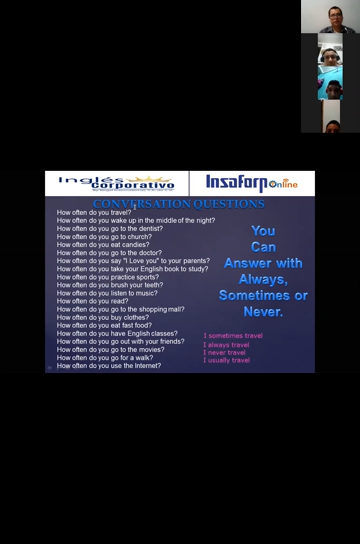 Inglés
Corporativo
Insaforp Online
CONVERSATION QUESTIONS
How often do you travel?
How often do you wake up in the middle of the night?
How often do you go to the dentist?
How often do you go to church?
How often do you eat candies?
How often do you go to the doctor?
How often do you say "I Love you" to your parents?
How often do you take your English book to study?
How often do you practice sports?
How often do you brush your teeth?
How often do you listen to music?
How often do you read?
How often do you go to the shopping mall?
How often do you buy clothes?
How often do you eat fast food?
How often do you have English classes?
How often do you go out with your friends?
How often do you go to the movies?
How often do you go for a walk?
How often do you use the Internet?
You
Can
Answer with
Always,
Sometimes or
Never.
I sometimes travel
I always travel
I never travel
I usually travel